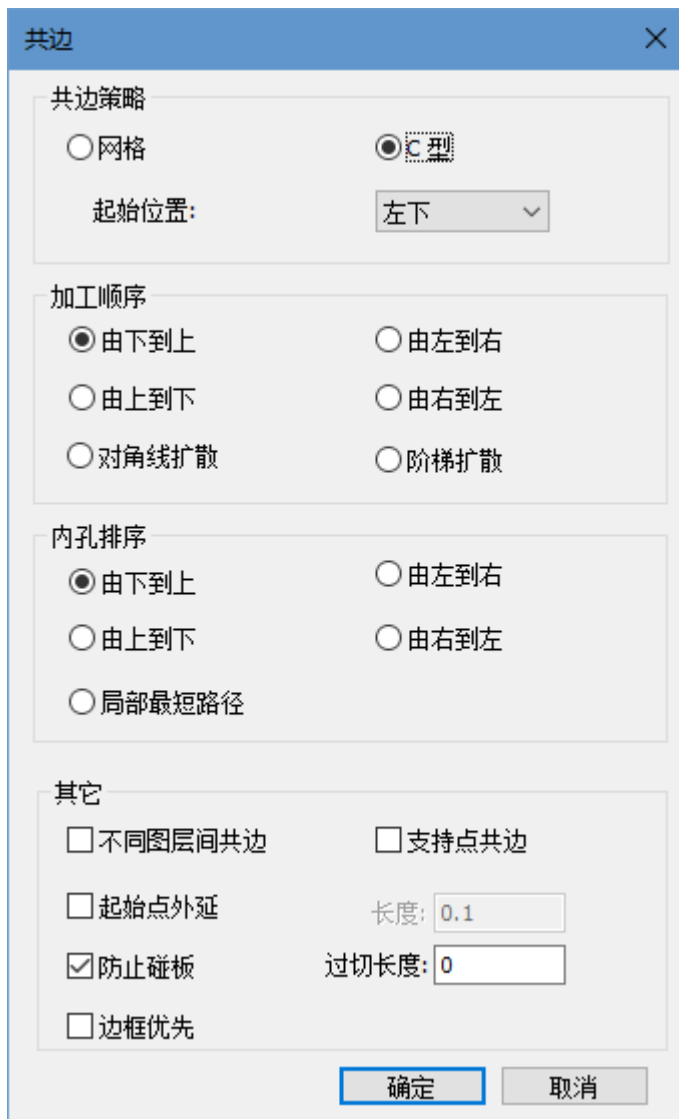 共边
共边策略
网格 C 型
起始位置: 左下
加工顺序
由下到上 由左到右
由上到下 由右到左
对角线扩散 阶梯扩散
内孔排序
由下到上 由左到右
由上到下 由右到左
局部最短路径
其它
不同图层间共边 支持点共边
起始点外延 长度: 0.1
防止碰板 过切长度: 0
边框优先
确定 取消